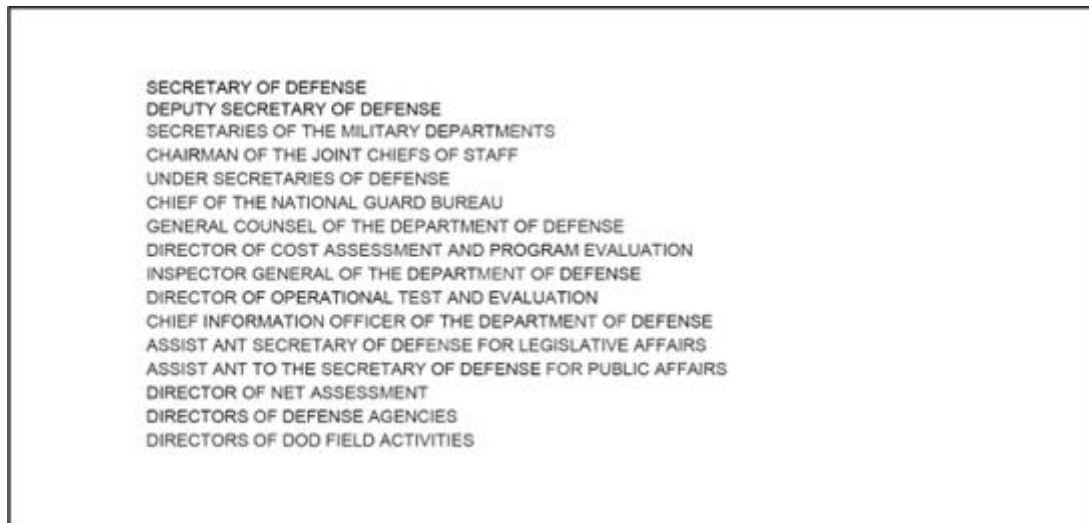 SECRETARY OF DEFENSE
DEPUTY SECRETARY OF DEFENSE
SECRETARIES OF THE MILITARY DEPARTMENTS
CHAIRMAN OF THE JOINT CHIEFS OF STAFF
UNDER SECRETARIES OF DEFENSE
CHIEF OF THE NATIONAL GUARD BUREAU
GENERAL COUNSEL OF THE DEPARTMENT OF DEFENSE
DIRECTOR OF COST ASSESSMENT AND PROGRAM EVALUATION
INSPECTOR GENERAL OF THE DEPARTMENT OF DEFENSE
DIRECTOR OF OPERATIONAL TEST AND EVALUATION
CHIEF INFORMATION OFFICER OF THE DEPARTMENT OF DEFENSE
ASSIST ANT SECRETARY OF DEFENSE FOR LEGISLATIVE AFFAIRS
ASSIST ANT TO THE SECRETARY OF DEFENSE FOR PUBLIC AFFAIRS
DIRECTOR OF NET ASSESSMENT
DIRECTORS OF DEFENSE AGENCIES
DIRECTORS OF DOD FIELD ACTIVITIES